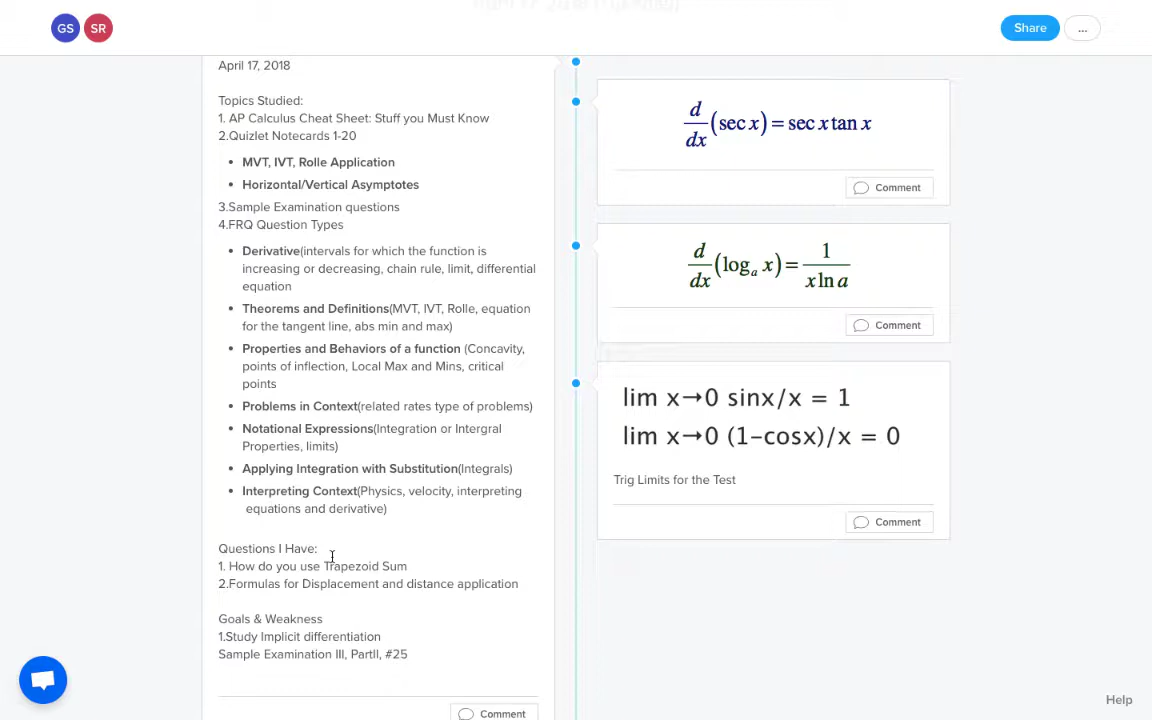 GS SR
Share
...
April 17, 2018
Topics Studied:
1. AP Calculus Cheat Sheet: Stuff you Must Know
2.Quizlet Notecards 1-20
• MVT, IVT, Rolle Application
• Horizontal/Vertical Asymptotes
3.Sample Examination questions
4.FRQ Question Types
• Derivative(intervals for which the function is
increasing or decreasing, chain rule, limit, differential
equation
• Theorems and Definitions(MVT, IVT, Rolle, equation
for the tangent line, abs min and max)
• Properties and Behaviors of a function (Concavity,
points of inflection, Local Max and Mins, critical
points
• Problems in Context(related rates type of problems)
• Notational Expressions(Integration or Intergral
Properties, limits)
• Applying Integration with Substitution(Integrals)
• Interpreting Context(Physics, velocity, interpreting
equations and derivative)
Questions I Have:
1. How do you use Trapezoid Sum
2.Formulas for Displacement and distance application
Goals & Weakness
1.Study Implicit differentiation
Sample Examination III, PartII, #25
Comment
d/dx (sec x) = sec x tan x
Comment
d/dx (logₐ x) = 1/(x ln a)
Comment
lim x→0 sinx/x = 1
lim x→0 (1-cosx)/x = 0
Trig Limits for the Test
Comment
Help